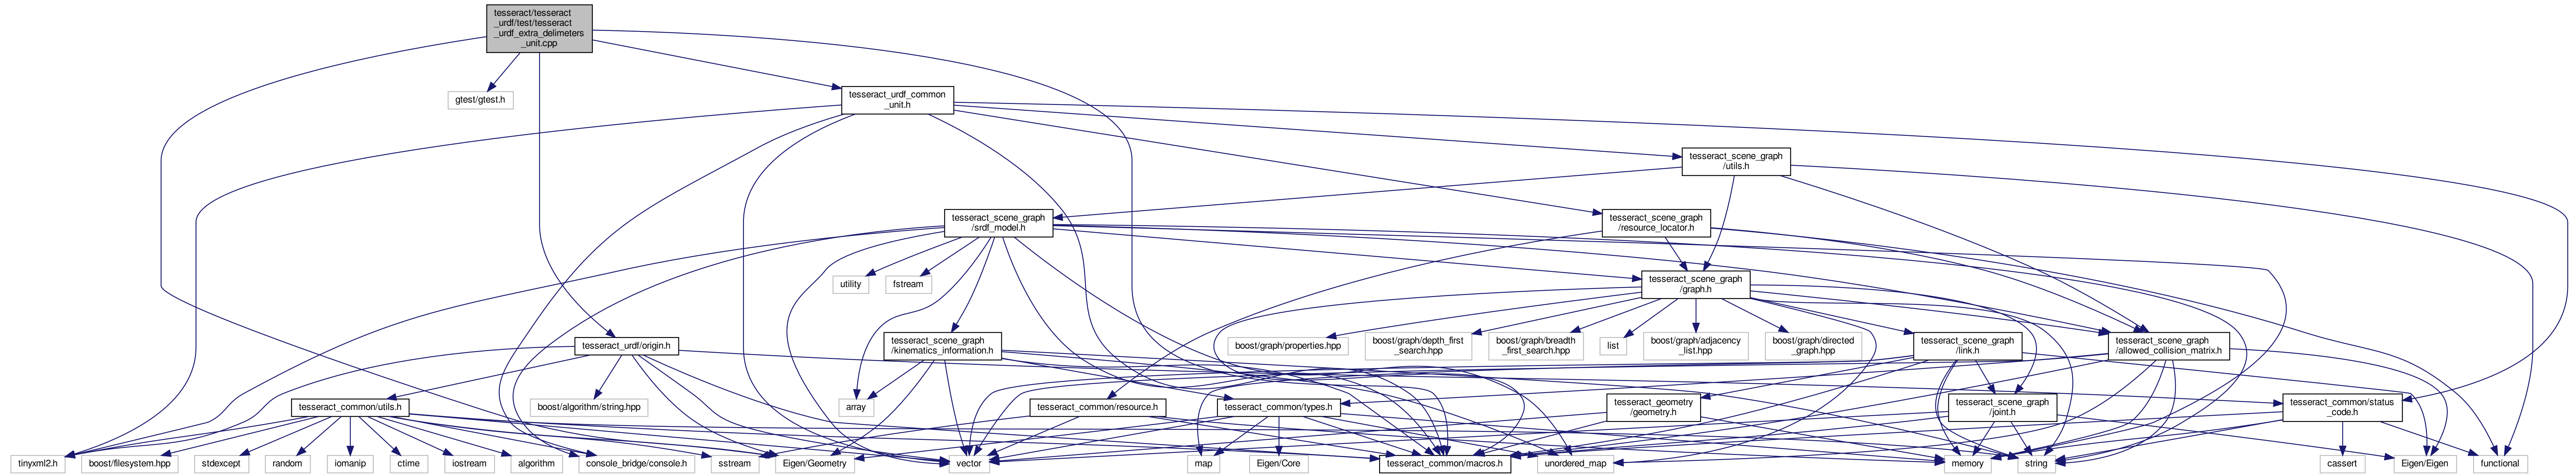 tesseract/tesseract
_urdf/test/tesseract
_urdf_extra_delimeters
_unit.cpp
gtest/gtest.h
tesseract_urdf_common
_unit.h
tesseract_scene_graph
/utils.h
tesseract_scene_graph
/srdf_model.h
tesseract_scene_graph
/resource_locator.h
utility
fstream
tesseract_scene_graph
/graph.h
tesseract_urdf/origin.h
tesseract_scene_graph
/kinematics_information.h
boost/graph/properties.hpp
boost/graph/depth_first
_search.hpp
boost/graph/breadth
_first_search.hpp
list
boost/graph/adjacency
_list.hpp
boost/graph/directed
_graph.hpp
tesseract_scene_graph
/link.h
tesseract_scene_graph
/allowed_collision_matrix.h
tesseract_common/utils.h
boost/algorithm/string.hpp
array
tesseract_common/resource.h
tesseract_common/types.h
tesseract_geometry
/geometry.h
tesseract_scene_graph
/joint.h
tesseract_common/status
_code.h
tinyxml2.h
boost/filesystem.hpp
stdexcept
random
iomanip
ctime
iostream
algorithm
console_bridge/console.h
sstream
Eigen/Geometry
vector
map
Eigen/Core
tesseract_common/macros.h
unordered_map
memory
string
cassert
Eigen/Eigen
functional